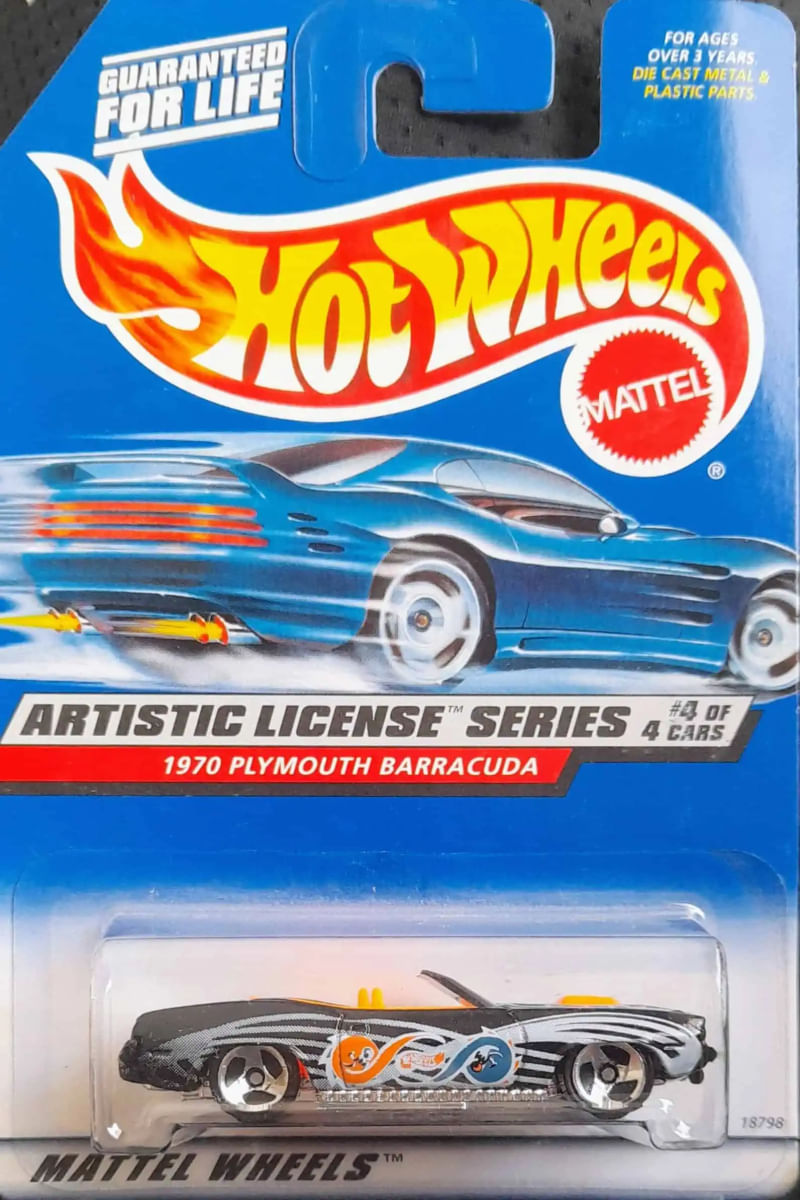 GUARANTEED
FOR LIFE
FOR AGES
OVER 3 YEARS.
DIE CAST METAL &
PLASTIC PARTS.
Hot Wheels
MATTEL
®
ARTISTIC LICENSE™ SERIES #4 OF
4 CARS
1970 PLYMOUTH BARRACUDA
18798
MATTEL WHEELS™